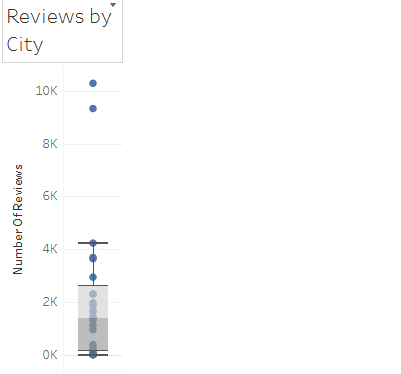 Reviews by
City
10K
8K
6K
4K
2K
0K
Number Of Reviews